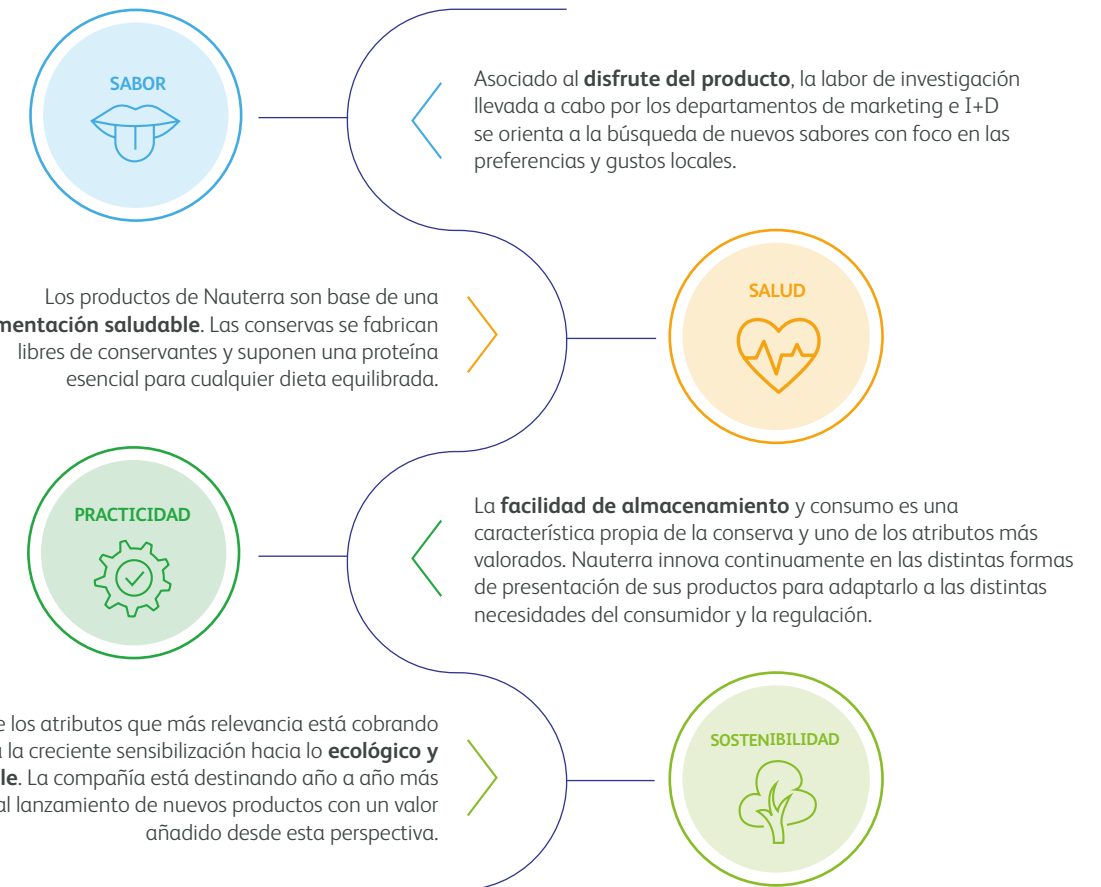 SABOR
Asociado al disfrute del producto, la labor de investigación
llevada a cabo por los departamentos de marketing e I+D
se orienta a la búsqueda de nuevos sabores con foco en las
preferencias y gustos locales.
Los productos de Nauterra son base de una
mentación saludable. Las conservas se fabrican
libres de conservantes y suponen una proteína
esencial para cualquier dieta equilibrada.
SALUD
PRACTICIDAD
La facilidad de almacenamiento y consumo es una
característica propia de la conserva y uno de los atributos más
valorados. Nauterra innova continuamente en las distintas formas
de presentación de sus productos para adaptarlo a las distintas
necesidades del consumidor y la regulación.
e los atributos que más relevancia está cobrando
a la creciente sensibilización hacia lo ecológico y
le. La compañía está destinando año a año más
al lanzamiento de nuevos productos con un valor
añadido desde esta perspectiva.
SOSTENIBILIDAD